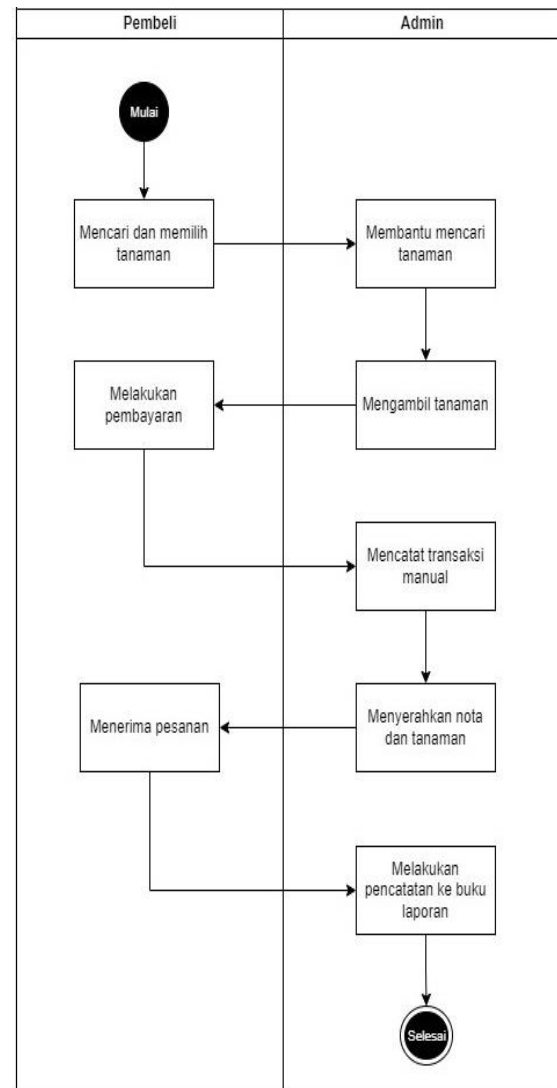 Pembeli
Admin
Mulai
Mencari dan memilih
tanaman
Membantu mencari
tanaman
Melakukan
pembayaran
Mengambil tanaman
Mencatat transaksi
manual
Menerima pesanan
Menyerahkan nota
dan tanaman
Melakukan
pencatatan ke buku
laporan
Selesai